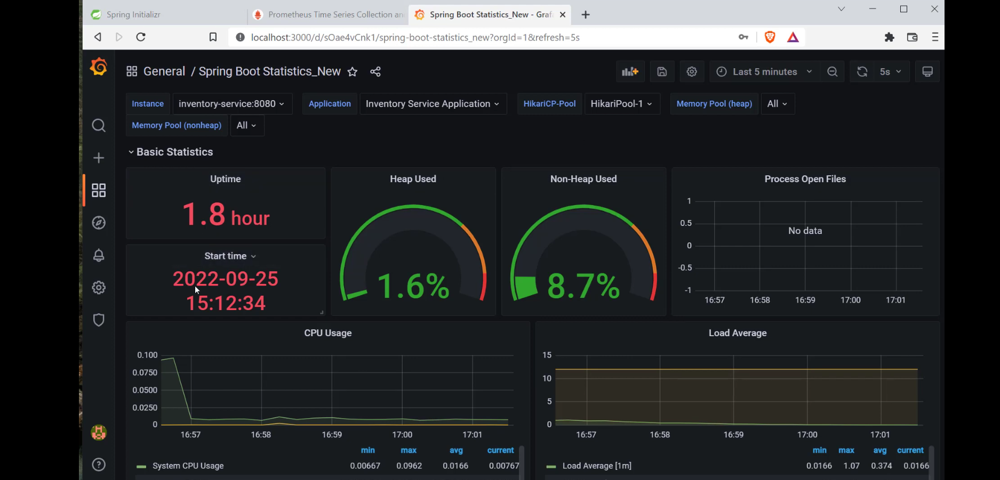 Spring Initializr
Prometheus Time Series Collection an
Spring Boot Statistics_New - Grafa
localhost:3000/d/sOae4vCnk1/spring-boot-statistics_new?orgId=1&refresh=5s
General / Spring Boot Statistics_New
Last 5 minutes
5s
Instance
inventory-service:8080
Application
Inventory Service Application
HikariCP-Pool
HikariPool-1
Memory Pool (heap)
All
Memory Pool (nonheap)
All
Basic Statistics
Uptime
1.8 hour
Start time
2022-09-25
15:12:34
Heap Used
1.6%
Non-Heap Used
8.7%
Process Open Files
1
0.5
0
-0.5
-1
No data
16:57 16:58 16:59 17:00 17:01
CPU Usage
0.100
0.0750
0.0500
0.0250
0
16:57 16:58 16:59 17:00 17:01
min max avg current
System CPU Usage 0.00667 0.0962 0.0166 0.00767
Load Average
15
10
5
0
16:57 16:58 16:59 17:00 17:01
min max avg current
Load Average [1m] 0.0166 1.07 0.374 0.0166